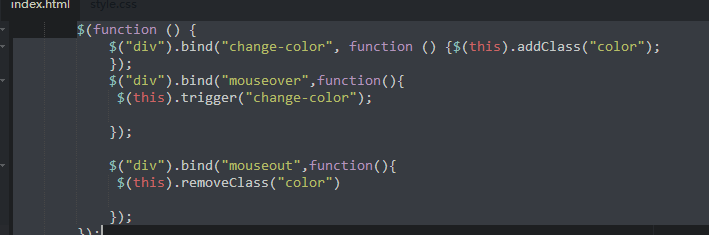 index.html style.css
$(function () {
$("div").bind("change-color", function () {$(this).addClass("color");
});
$("div").bind("mouseover",function(){
$(this).trigger("change-color");
});
$("div").bind("mouseout",function(){
$(this).removeClass("color")
});
});